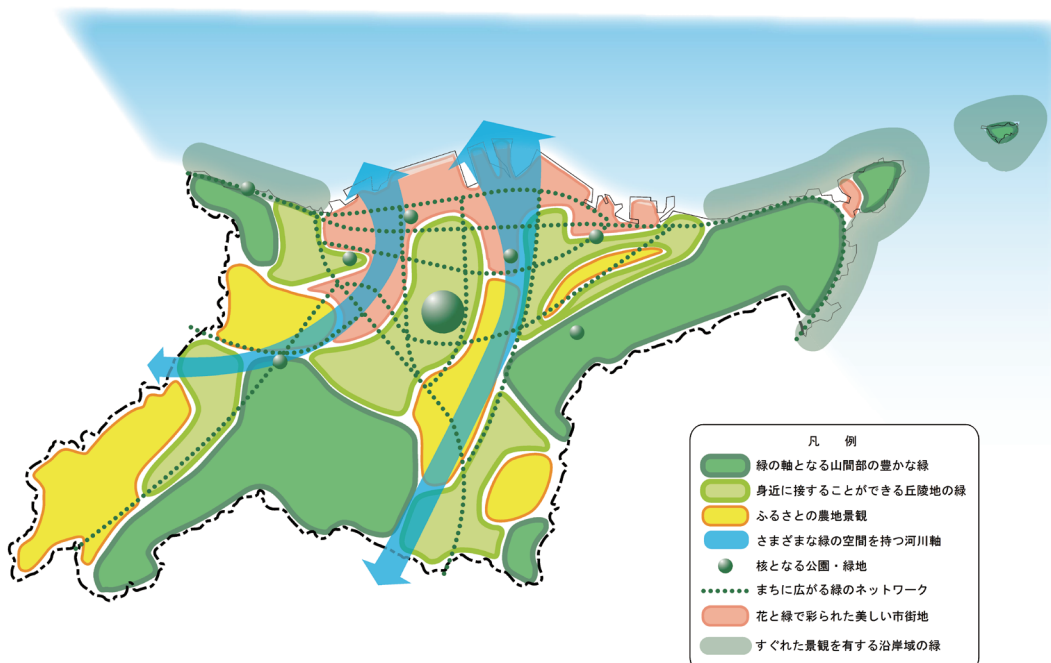 凡 例
緑の軸となる山間部の豊かな緑
身近に接することができる丘陵地の緑
ふるさとの農地景観
さまざまな緑の空間を持つ河川軸
核となる公園・緑地
まちに広がる緑のネットワーク
花と緑で彩られた美しい市街地
すぐれた景観を有する沿岸域の緑